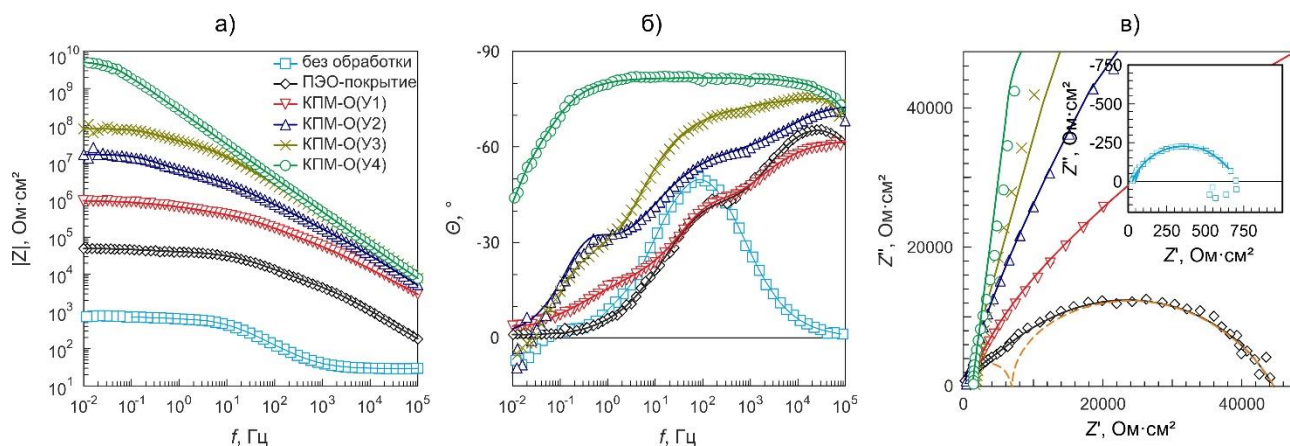 а)
10¹⁰
10⁹
10⁸
10⁷
10⁶
10⁵
10⁴
10³
10²
10¹
|Z|, Ом·см²
без обработки
ПЭО-покрытие
КПМ-О(У1)
КПМ-О(У2)
КПМ-О(У3)
КПМ-О(У4)
10⁻² 10⁻¹ 10⁰ 10¹ 10² 10³ 10⁴ 10⁵
f, Гц
б)
-90
-60
-30
0
Θ, °
10⁻² 10⁻¹ 10⁰ 10¹ 10² 10³ 10⁴ 10⁵
f, Гц
в)
40000
20000
0
Z'', Ом·см²
-750
-500
-250
0
Z'', Ом·см²
0 250 500 750
Z', Ом·см²
0 20000 40000
Z', Ом·см²